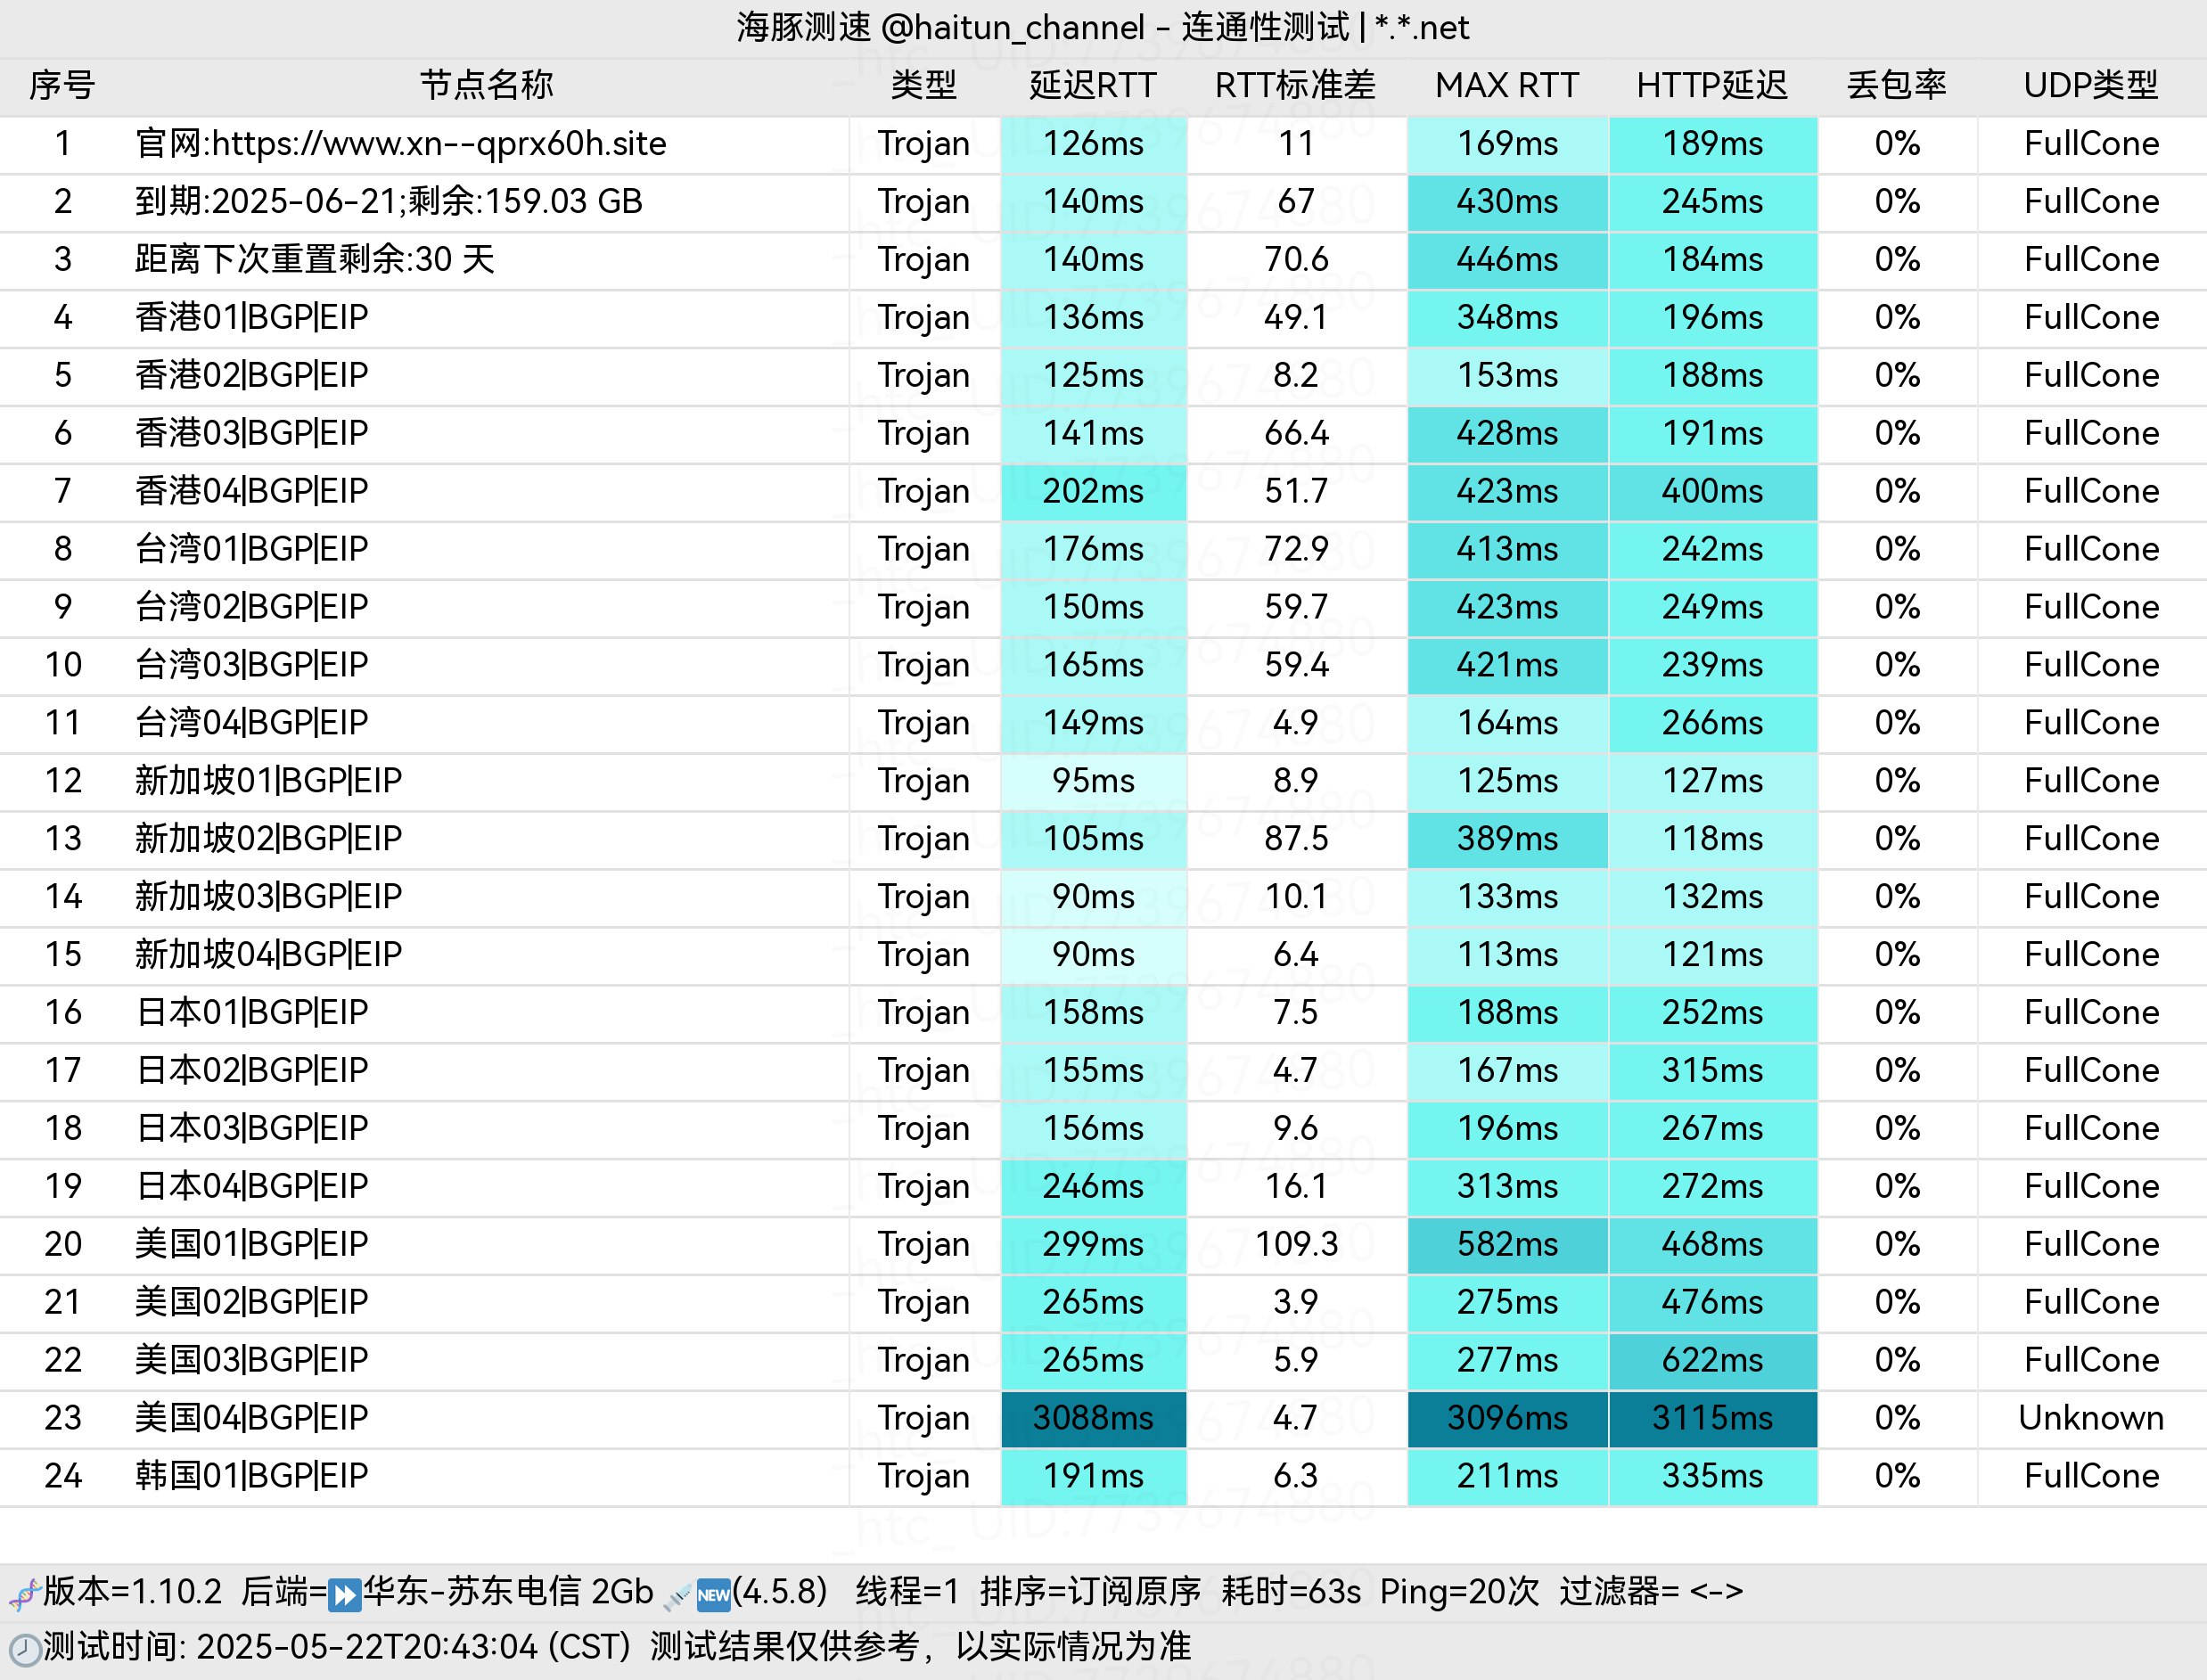 海豚测速 @haitun_channel - 连通性测试 | *.*.net
序号 节点名称 类型 延迟RTT RTT标准差 MAX RTT HTTP延迟 丢包率 UDP类型
1 官网:https://www.xn--qprx60h.site Trojan 126ms 11 169ms 189ms 0% FullCone
2 到期:2025-06-21;剩余:159.03 GB Trojan 140ms 67 430ms 245ms 0% FullCone
3 距离下次重置剩余:30 天 Trojan 140ms 70.6 446ms 184ms 0% FullCone
4 香港01|BGP|EIP Trojan 136ms 49.1 348ms 196ms 0% FullCone
5 香港02|BGP|EIP Trojan 125ms 8.2 153ms 188ms 0% FullCone
6 香港03|BGP|EIP Trojan 141ms 66.4 428ms 191ms 0% FullCone
7 香港04|BGP|EIP Trojan 202ms 51.7 423ms 400ms 0% FullCone
8 台湾01|BGP|EIP Trojan 176ms 72.9 413ms 242ms 0% FullCone
9 台湾02|BGP|EIP Trojan 150ms 59.7 423ms 249ms 0% FullCone
10 台湾03|BGP|EIP Trojan 165ms 59.4 421ms 239ms 0% FullCone
11 台湾04|BGP|EIP Trojan 149ms 4.9 164ms 266ms 0% FullCone
12 新加坡01|BGP|EIP Trojan 95ms 8.9 125ms 127ms 0% FullCone
13 新加坡02|BGP|EIP Trojan 105ms 87.5 389ms 118ms 0% FullCone
14 新加坡03|BGP|EIP Trojan 90ms 10.1 133ms 132ms 0% FullCone
15 新加坡04|BGP|EIP Trojan 90ms 6.4 113ms 121ms 0% FullCone
16 日本01|BGP|EIP Trojan 158ms 7.5 188ms 252ms 0% FullCone
17 日本02|BGP|EIP Trojan 155ms 4.7 167ms 315ms 0% FullCone
18 日本03|BGP|EIP Trojan 156ms 9.6 196ms 267ms 0% FullCone
19 日本04|BGP|EIP Trojan 246ms 16.1 313ms 272ms 0% FullCone
20 美国01|BGP|EIP Trojan 299ms 109.3 582ms 468ms 0% FullCone
21 美国02|BGP|EIP Trojan 265ms 3.9 275ms 476ms 0% FullCone
22 美国03|BGP|EIP Trojan 265ms 5.9 277ms 622ms 0% FullCone
23 美国04|BGP|EIP Trojan 3088ms 4.7 3096ms 3115ms 0% Unknown
24 韩国01|BGP|EIP Trojan 191ms 6.3 211ms 335ms 0% FullCone
🧬版本=1.10.2 后端=⏩华东-苏东电信 2Gb 💉🆕(4.5.8) 线程=1 排序=订阅原序 耗时=63s Ping=20次 过滤器= <->
🕗测试时间: 2025-05-22T20:43:04 (CST) 测试结果仅供参考，以实际情况为准
_htc_ UID:7739674880